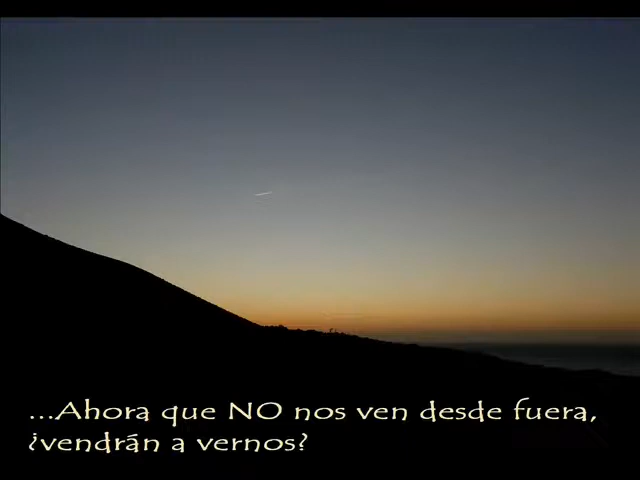 ...Ahora que NO nos ven desde fuera,
¿vendrán a vernos?